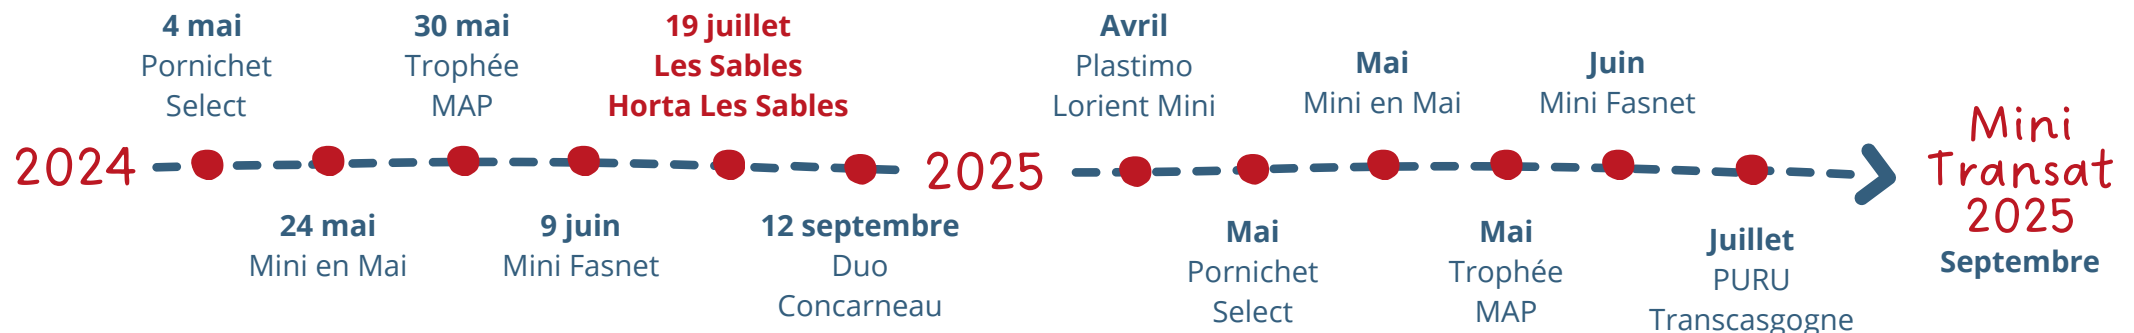 2024
4 mai
Pornichet
Select
24 mai
Mini en Mai
30 mai
Trophée
MAP
9 juin
Mini Fasnet
19 juillet
Les Sables
Horta Les Sables
12 septembre
Duo
Concarneau
2025
Avril
Plastimo
Lorient Mini
Mai
Pornichet
Select
Mai
Mini en Mai
Mai
Trophée
MAP
Juin
Mini Fasnet
Juillet
PURU
Transcasgogne
Mini
Transat
2025
Septembre